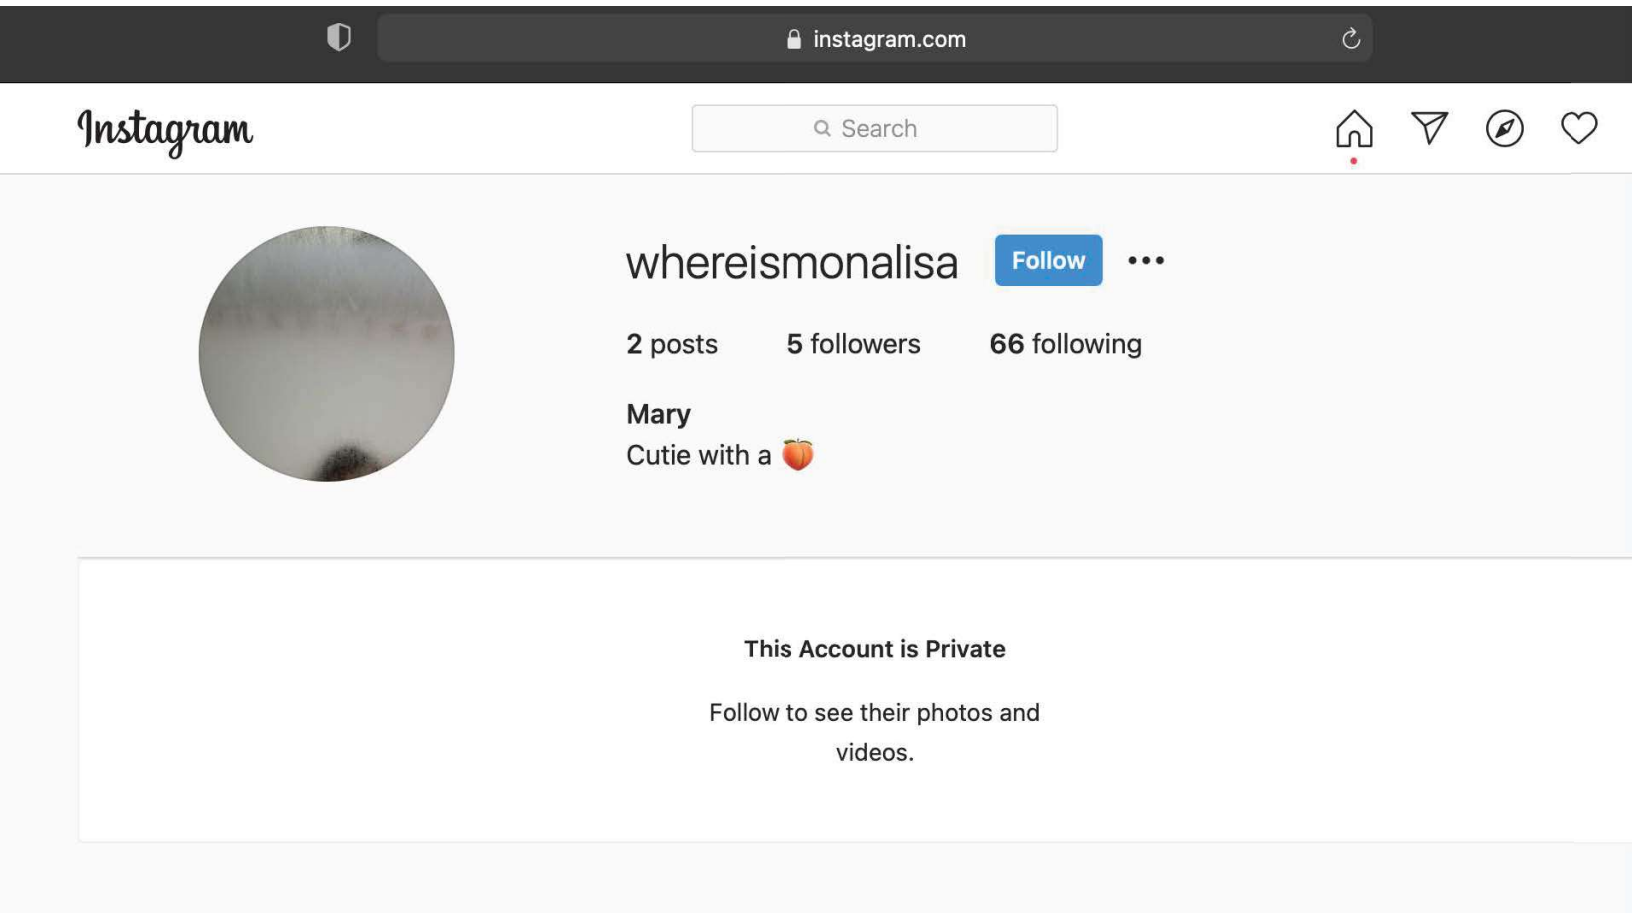 instagram.com
Instagram
Search
whereismonalisa Follow
2 posts 5 followers 66 following
Mary
Cutie with a 🍑
This Account is Private
Follow to see their photos and
videos.